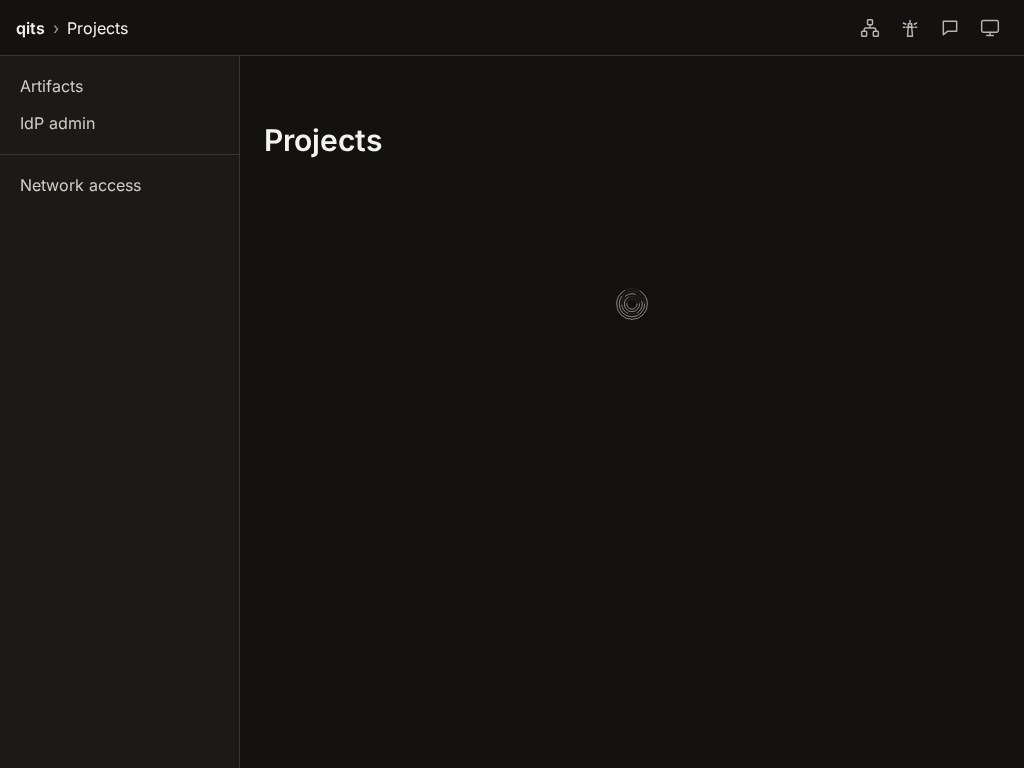 qits › Projects
Artifacts
IdP admin
Network access
Projects